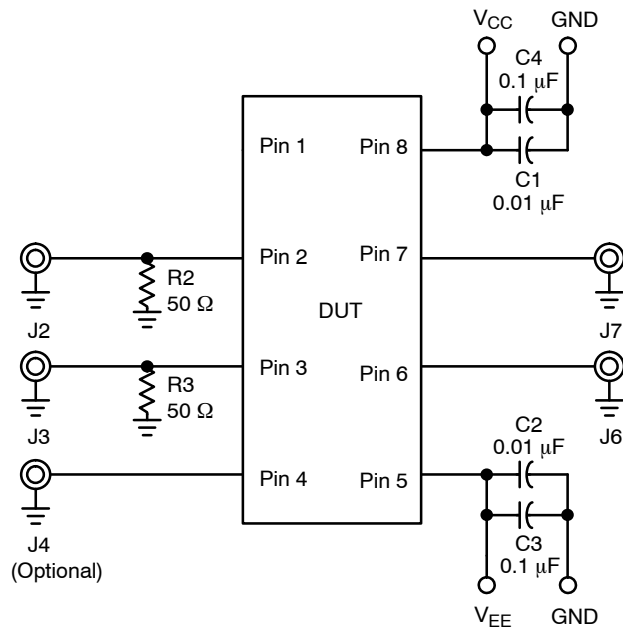 VCC GND
C4
0.1 μF
C1
0.01 μF
Pin 1 Pin 8
Pin 2 Pin 7
R2
50 Ω
J2
DUT
J7
Pin 3 Pin 6
R3
50 Ω
J3
J6
C2
0.01 μF
Pin 4 Pin 5
J4
(Optional)
C3
0.1 μF
VEE GND